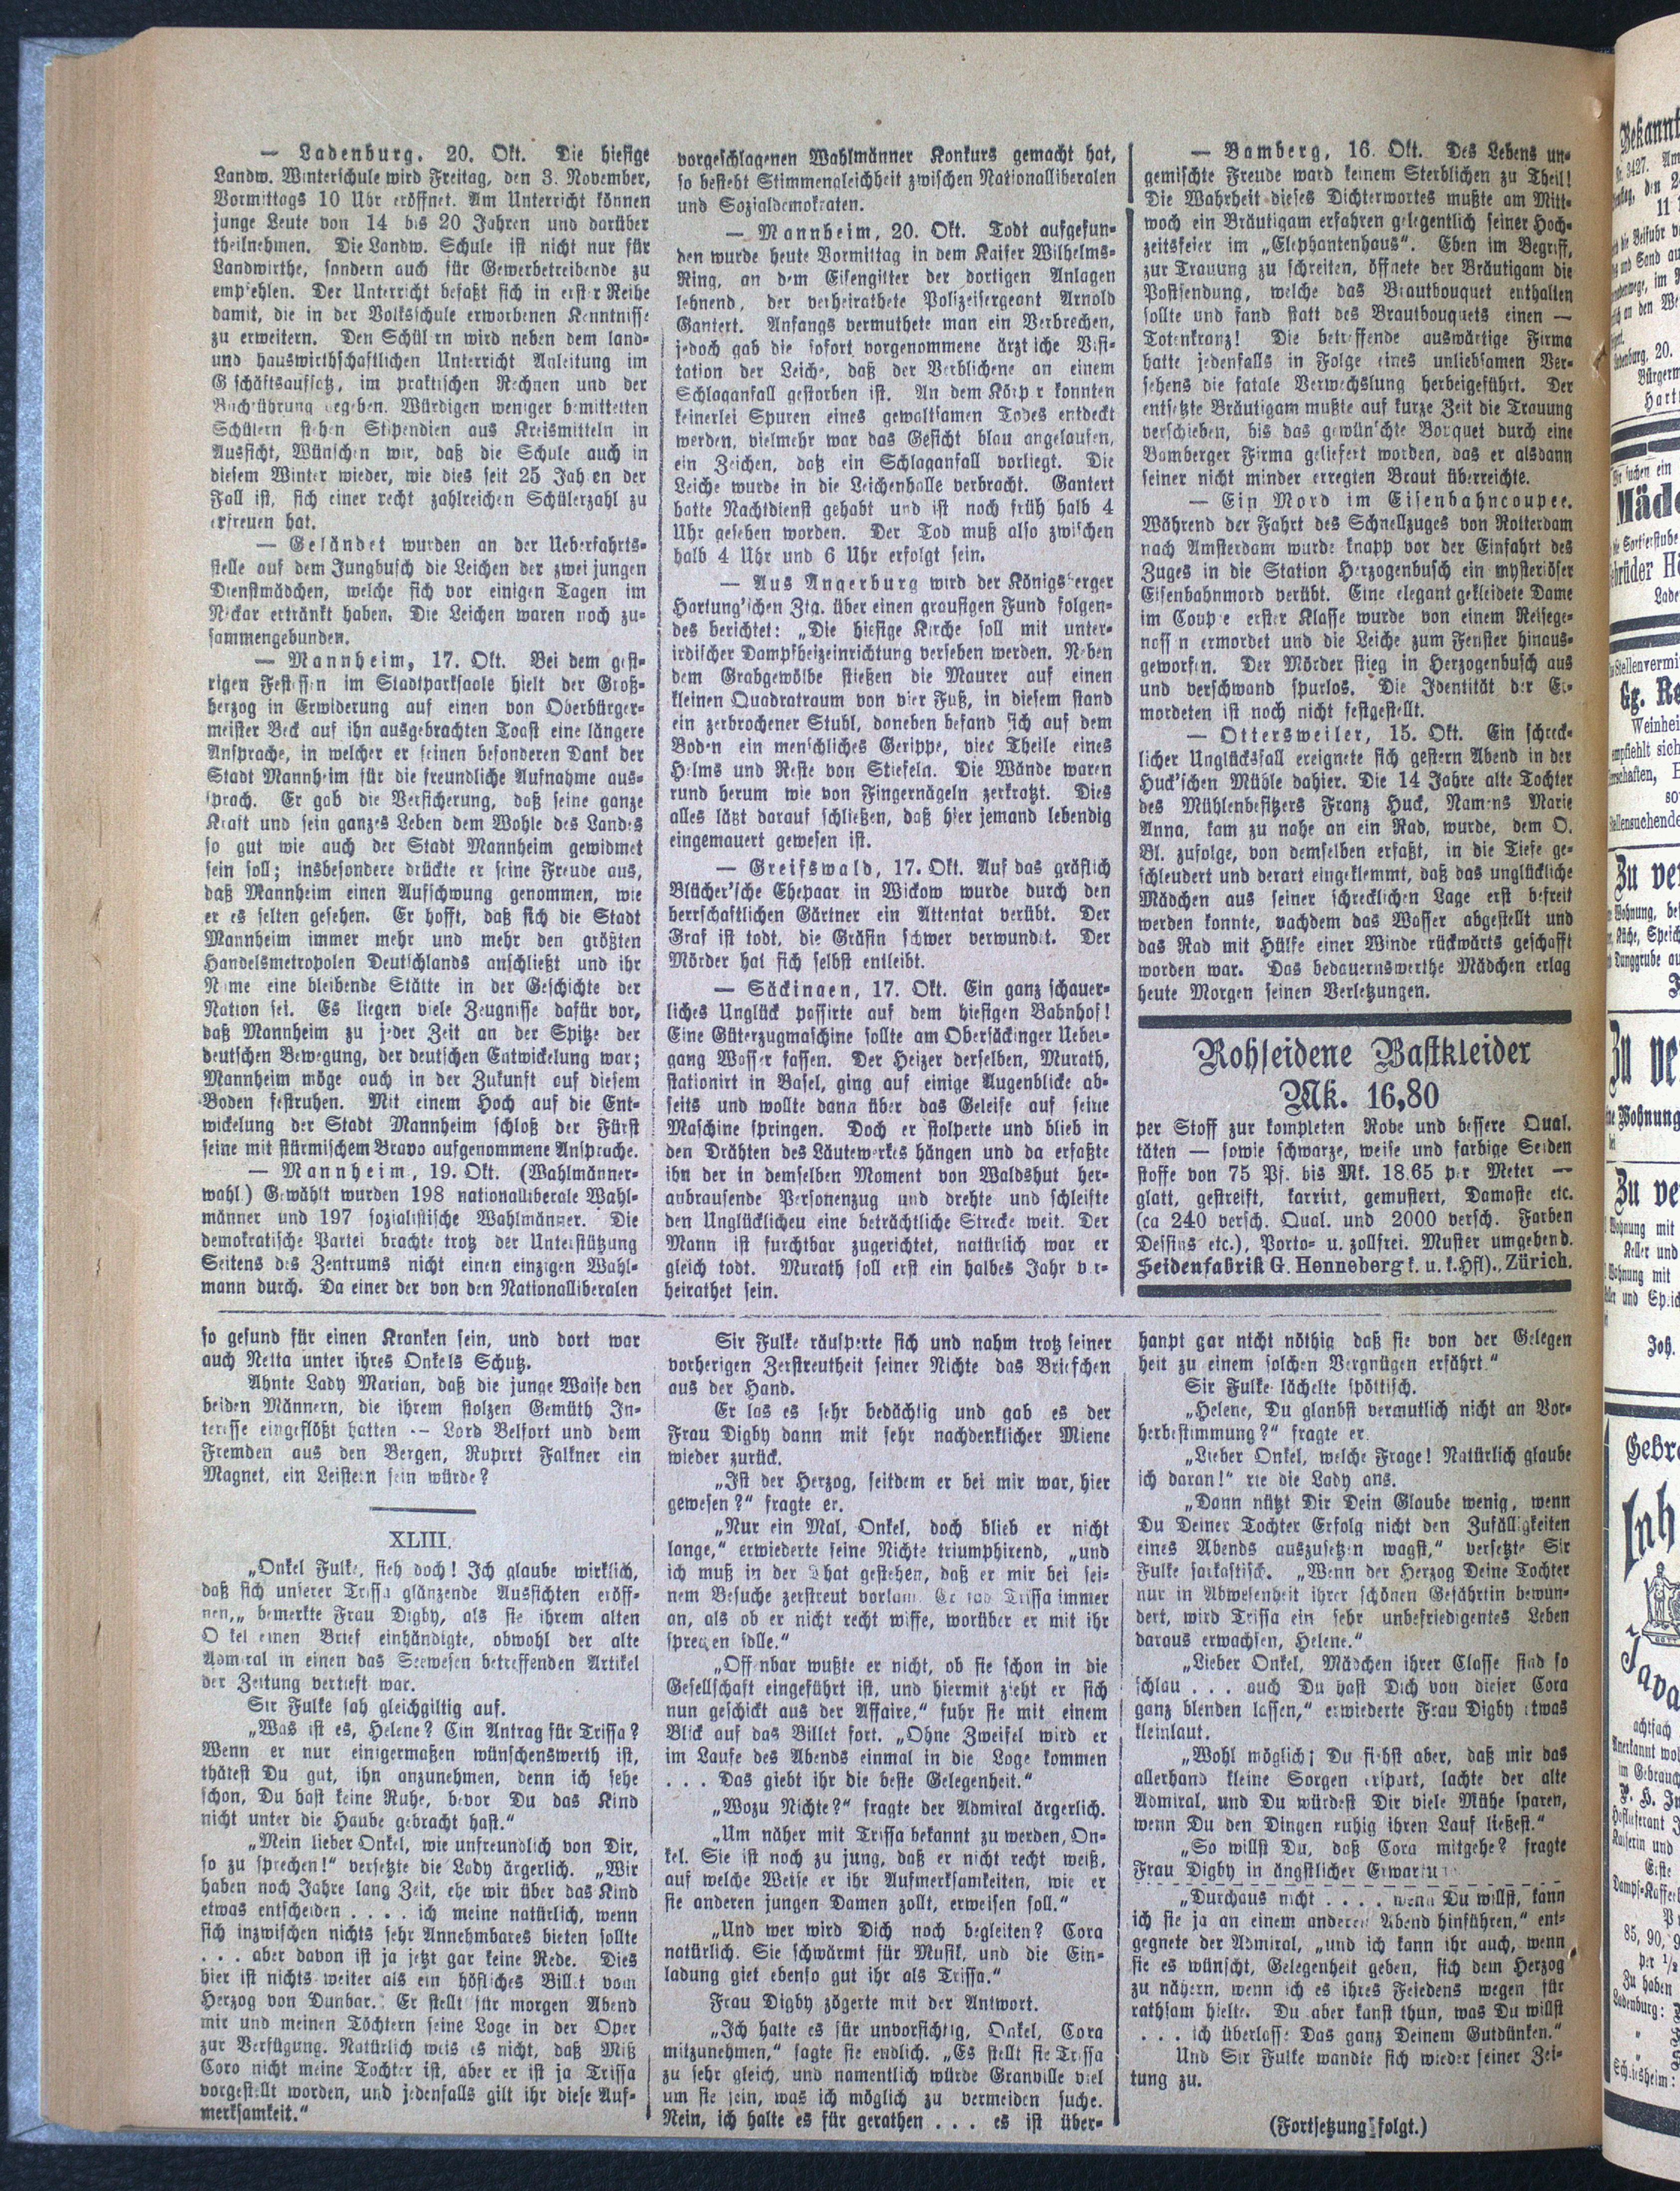 — Ladenburg. 20. Okt. Die hiesige
Landw. Winterschule wird Freitag, den 3. November,
Vormittags 10 Uhr eröffnet. Am Unterricht können
junge Leute von 14 bis 20 Jahren und darüber
theilnehmen. Die Landw. Schule ist nicht nur für
Landwirthe, sondern auch für Gewerbetreibende zu
empfehlen. Der Unterricht befaßt sich in erster Reihe
damit, die in der Volksschule erworbenen Kenntnisse
zu erweitern. Den Schülern wird neben dem land-
und hauswirthschaftlichen Unterricht Anleitung im
Geschäftsaufsatz, im praktischen Rechnen und der
Buchführung gegeben. Würdigen weniger bemittelten
Schülern stehen Stipendien aus Kreismitteln in
Aussicht, Wünschen wir, daß die Schule auch in
diesem Winter wieder, wie dies seit 25 Jahren der
Fall ist, sich einer recht zahlreichen Schülerzahl zu
erfreuen hat.
— Geländet wurden an der Ueberfahrts-
stelle auf dem Jungbusch die Leichen der zwei jungen
Dienstmädchen, welche sich vor einigen Tagen im
Neckar ertränkt haben. Die Leichen waren noch zu-
sammengebunden.
— Mannheim, 17. Okt. Bei dem gest-
rigen Festessen im Stadtparksaale hielt der Groß-
herzog in Erwiderung auf einen von Oberbürger-
meister Beck auf ihn ausgebrachten Toast eine längere
Ansprache, in welcher er seinen besonderen Dank der
Stadt Mannheim für die freundliche Aufnahme aus-
sprach. Er gab die Versicherung, daß seine ganze
Kraft und sein ganzes Leben dem Wohle des Landes
so gut wie auch der Stadt Mannheim gewidmet
sein soll; insbesondere drückte er seine Freude aus,
daß Mannheim einen Aufschwung genommen, wie
er es selten gesehen. Er hofft, daß sich die Stadt
Mannheim immer mehr und mehr den größten
Handelsmetropolen Deutschlands anschließt und ihr
Name eine bleibende Stätte in der Geschichte der
Nation sei. Es liegen viele Zeugnisse dafür vor,
daß Mannheim zu jeder Zeit an der Spitze der
deutschen Bewegung, der deutschen Entwickelung war;
Mannheim möge auch in der Zukunft auf diesem
Boden festruhen. Mit einem Hoch auf die Ent-
wickelung der Stadt Mannheim schloß der Fürst
seine mit stürmischem Bravo aufgenommene Ansprache.
— Mannheim, 19. Okt. (Wahlmänner-
wahl) Gewählt wurden 198 nationalliberale Wahl-
männer und 197 sozialistische Wahlmänner. Die
demokratische Partei brachte trotz der Unterstützung
Seitens des Zentrums nicht einen einzigen Wahl-
mann durch. Da einer der von den Nationalliberalen
vorgeschlagenen Wahlmänner Konkurs gemacht hat,
so besteht Stimmengleichheit zwischen Nationalliberalen
und Sozialdemokraten.
— Mannheim, 20. Okt. Todt aufgefun-
den wurde heute Vormittag in dem Kaiser Wilhelms-
Ring, an dem Eisengitter der dortigen Anlagen
lehnend, der verheirathete Polizeisergeant Arnold
Gantert. Anfangs vermuthete man ein Verbrechen,
jedoch gab die sofort vorgenommene ärztliche Visi-
tation der Leiche, daß der Verblichene an einem
Schlaganfall gestorben ist. An dem Körper konnten
keinerlei Spuren eines gewaltsamen Todes entdeckt
werden, vielmehr war das Gesicht blau angelaufen,
ein Zeichen, daß ein Schlaganfall vorliegt. Die
Leiche wurde in die Leichenhalle verbracht. Gantert
hatte Nachtdienst gehabt und ist noch früh halb 4
Uhr gesehen worden. Der Tod muß also zwischen
halb 4 Uhr und 6 Uhr erfolgt sein.
— Aus Angerburg wird der Königsberger
Hartung'schen Ztg. über einen grausigen Fund folgen-
des berichtet: „Die hiesige Kirche soll mit unter-
irdischer Dampfheizeinrichtung versehen werden. Neben
dem Grabgewölbe stießen die Maurer auf einen
kleinen Quadratraum von vier Fuß, in diesem stand
ein zerbrochener Stuhl, daneben befand sich auf dem
Boden ein menschliches Gerippe, vier Theile eines
Helms und Reste von Stiefeln. Die Wände waren
rund herum wie von Fingernägeln zerkratzt. Dies
alles läßt darauf schließen, daß hier jemand lebendig
eingemauert gewesen ist.
— Greifswald, 17. Okt. Auf das gräflich
Blücher'sche Ehepaar in Wickow wurde durch den
herrschaftlichen Gärtner ein Attentat verübt. Der
Graf ist todt, die Gräfin schwer verwundet. Der
Mörder hat sich selbst entleibt.
— Säckingen, 17. Okt. Ein ganz schauer-
liches Unglück passirte auf dem hiesigen Bahnhof!
Eine Güterzugmaschine sollte am Obersäckinger Ueber-
gang Wasser fassen. Der Heizer derselben, Murath,
stationirt in Basel, ging auf einige Augenblicke ab-
seits und wollte dann über das Geleise auf seine
Maschine springen. Doch er stolperte und blieb in
den Drähten des Läutewerkes hängen und da erfaßte
ihn der in demselben Moment von Waldshut her-
anbrausende Personenzug und drehte und schleifte
den Unglücklicheu eine beträchtliche Strecke weit. Der
Mann ist furchtbar zugerichtet, natürlich war er
gleich todt. Murath soll erst ein halbes Jahr ver-
heirathet sein.
— Bamberg, 16. Okt. Des Lebens un-
gemischte Freude ward keinem Sterblichen zu Theil!
Die Wahrheit dieses Dichterwortes mußte am Mitt-
woch ein Bräutigam erfahren gelegentlich seiner Hoch-
zeitsfeier im „Elephantenhaus“. Eben im Begriff,
zur Trauung zu schreiten, öffnete der Bräutigam die
Postsendung, welche das Brautbouquet enthalten
sollte und fand statt des Brautbouquets einen —
Totenkranz! Die betreffende auswärtige Firma
hatte jedenfalls in Folge eines unliebsamen Ver-
sehens die fatale Verwechslung herbeigeführt. Der
entsetzte Bräutigam mußte auf kurze Zeit die Trauung
verschieben, bis das gewünschte Bouquet durch eine
Bamberger Firma geliefert worden, das er alsdann
seiner nicht minder erregten Braut überreichte.
— Ein Mord im Eisenbahncoupee.
Während der Fahrt des Schnellzuges von Rotterdam
nach Amsterdam wurde knapp vor der Einfahrt des
Zuges in die Station Herzogenbusch ein mysteriöser
Eisenbahnmord verübt. Eine elegant gekleidete Dame
im Coupee erster Klasse wurde von einem Reisege-
nossen ermordet und die Leiche zum Fenster hinaus-
geworfen. Der Mörder stieg in Herzogenbusch aus
und verschwand spurlos. Die Identität der Er-
mordeten ist noch nicht festgestellt.
— Ottersweiler, 15. Okt. Ein schreck-
licher Unglücksfall ereignete sich gestern Abend in der
Huck'schen Mühle dahier. Die 14 Jahre alte Tochter
des Mühlenbesitzers Franz Huck, Namens Marie
Anna, kam zu nahe an ein Rad, wurde, dem O.
Bl. zufolge, von demselben erfaßt, in die Tiefe ge-
schleudert und derart eingeklemmt, daß das unglückliche
Mädchen aus seiner schrecklichen Lage erst befreit
werden konnte, nachdem das Wasser abgestellt und
das Rad mit Hülfe einer Winde rückwärts geschafft
worden war. Das bedauernswerthe Mädchen erlag
heute Morgen seinen Verletzungen.
Rohseidene Bastkleider
Mk. 16,80
per Stoff zur kompleten Robe und bessere Qual.
täten — sowie schwarze, weise und farbige Seiden
stoffe von 75 Pf. bis Mk. 18.65 per Meter —
glatt, gestreift, karrirt, gemustert, Damaste etc.
(ca 240 versch. Qual. und 2000 versch. Farben
Dessins etc.), Porto- u. zollfrei. Muster umgehend.
Seidenfabrik G. Henneberg k. u. k. Hfl)., Zürich.
so gesund für einen Kranken sein, und dort war
auch Netta unter ihres Onkels Schutz.
Ahnte Lady Marian, daß die junge Waise den
beiden Männern, die ihrem stolzen Gemüth In-
teresse eingeflößt hatten -- Lord Belfort und dem
Fremden aus den Bergen, Ruprrt Falkner ein
Magnet, ein Leistern sein würde?
XLIII.
„Onkel Fulke, sieh doch! Ich glaube wirklich,
daß sich unserer Trissa glänzende Aussichten eröff-
nen,„ bemerkte Frau Digby, als sie ihrem alten
Onkel einen Brief einhändigte, obwohl der alte
Admiral in einen das Seewesen betreffenden Artikel
der Zeitung vertieft war.
Sir Fulke sah gleichgiltig auf.
„Was ist es, Helene? Ein Antrag für Trissa?
Wenn er nur einigermaßen wünschenswerth ist,
thätest Du gut, ihn anzunehmen, denn ich sehe
schon, Du hast keine Ruhe, bevor Du das Kind
nicht unter die Haube gebracht hast.“
„Mein lieber Onkel, wie unfreundlich von Dir,
so zu sprechen!“ versetzte die Lady ärgerlich. „Wir
haben noch Jahre lang Zeit, ehe wir über das Kind
etwas entscheiden . . . . ich meine natürlich, wenn
sich inzwischen nichts sehr Annehmbares bieten sollte
. . . aber davon ist ja jetzt gar keine Rede. Dies
hier ist nichts weiter als ein höfliches Billet vom
Herzog von Dunbar. Er stellt für morgen Abend
mir und meinen Töchtern seine Loge in der Oper
zur Verfügung. Natürlich weis es nicht, daß Miß
Coro nicht meine Tochter ist, aber er ist ja Trissa
vorgestellt worden, und jedenfalls gilt ihr diese Auf-
merksamkeit.“
Sir Fulke räusperte sich und nahm trotz seiner
vorherigen Zerstreutheit seiner Nichte das Briefchen
aus der Hand.
Er las es sehr bedächtig und gab es der
Frau Digby dann mit sehr nachdenklicher Miene
wieder zurück.
„Ist der Herzog, seitdem er bei mir war, hier
gewesen?“ fragte er.
„Nur ein Mal, Onkel, doch blieb er nicht
lange,“ erwiederte seine Nichte triumphirend, „und
ich muß in der That gestehen, daß er mir bei sei-
nem Besuche zerstreut vorkam. Er sah Trissa immer
an, als ob er nicht recht wisse, worüber er mit ihr
sprechen solle.“
„Offenbar wußte er nicht, ob sie schon in die
Gesellschaft eingeführt ist, und hiermit zieht er sich
nun geschickt aus der Affaire,“ fuhr sie mit einem
Blick auf das Billet fort. „Ohne Zweifel wird er
im Laufe des Abends einmal in die Loge kommen
. . . Das giebt ihr die beste Gelegenheit.“
„Wozu Nichte?“ fragte der Admiral ärgerlich.
„Um näher mit Trissa bekannt zu werden, On-
kel. Sie ist noch zu jung, daß er nicht recht weiß,
auf welche Weise er ihr Aufmerksamkeiten, wie er
sie anderen jungen Damen zollt, erweisen soll.“
„Und wer wird Dich noch begleiten? Cora
natürlich. Sie schwärmt für Musik, und die Ein-
ladung giet ebenso gut ihr als Trissa.“
Frau Digby zögerte mit der Antwort.
„Ich halte es für unvorsichtig, Onkel, Cora
mitzunehmen,“ sagte sie endlich. „Es stellt sie Trissa
zu sehr gleich, und namentlich würde Granville viel
um sie sein, was ich möglich zu vermeiden suche.
Nein, ich halte es für gerathen . . . es ist über-
hanpt gar nicht nöthig daß sie von der Gelegen
heit zu einem solchen Vergnügen erfährt.“
Sir Fulke lächelte spöttisch.
„Helene, Du glanbst vermutlich nicht an Vor-
herbestimmung?“ fragte er.
„Lieber Onkel, welche Frage! Natürlich glaube
ich daran!“ rie die Lady ans.
„Dann nützt Dir Dein Glaube wenig, wenn
Du Deiner Tochter Erfolg nicht den Zufälligkeiten
eines Abends auszusetzen wagst,“ versetzte Sir
Fulke sarkastisch. „Wenn der Herzog Deine Tochter
nur in Abwesenheit ihrer schönen Gefährtin bewun-
dert, wird Trissa ein sehr unbefriedigentes Leben
daraus erwachsen, Helene.“
„Lieber Onkel, Mädchen ihrer Classe sind so
schlau . . . auch Du hast Dich von dieser Cora
ganz blenden lassen,“ erwiederte Frau Digby etwas
kleinlaut.
„Wohl möglich; Du siehst aber, daß mir das
allerhand kleine Sorgen erspart, lachte der alte
Admiral, und Du würdest Dir viele Mühe sparen,
wenn Du den Dingen ruhig ihren Lauf ließest.“
„So willst Du, daß Cora mitgehe? fragte
Frau Digby in ängstlicher Erwartung.
„Durchaus nicht . . . . wenn Du willst, kann
ich sie ja an einem anderen Abend hinführen,“ ent-
gegnete der Admiral, „und ich kann ihr auch, wenn
sie es wünscht, Gelegenheit geben, sich dem Herzog
zu nähern, wenn ich es ihres Friedens wegen für
rathsam hielte. Du aber kanst thun, was Du willst
. . . ich überlasse Das ganz Deinem Gutdünken.“
Und Sir Fulke wandte sich wieder seiner Zei-
tung zu.
(Fortsetzung folgt.)